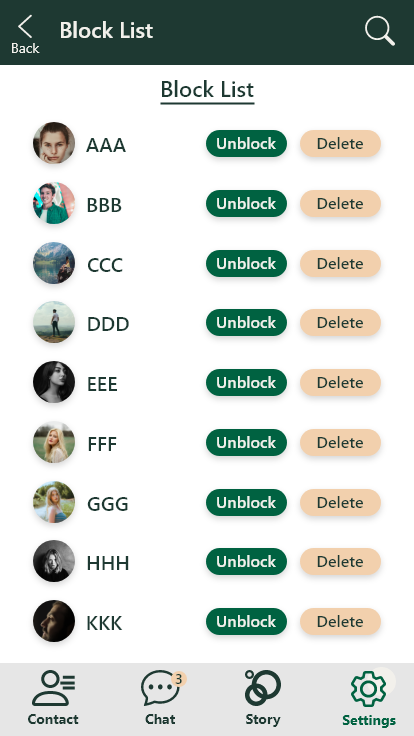 Block List
Back
Block List
AAA Unblock Delete
BBB Unblock Delete
CCC Unblock Delete
DDD Unblock Delete
EEE Unblock Delete
FFF Unblock Delete
GGG Unblock Delete
HHH Unblock Delete
KKK Unblock Delete
3
Contact Chat Story Settings